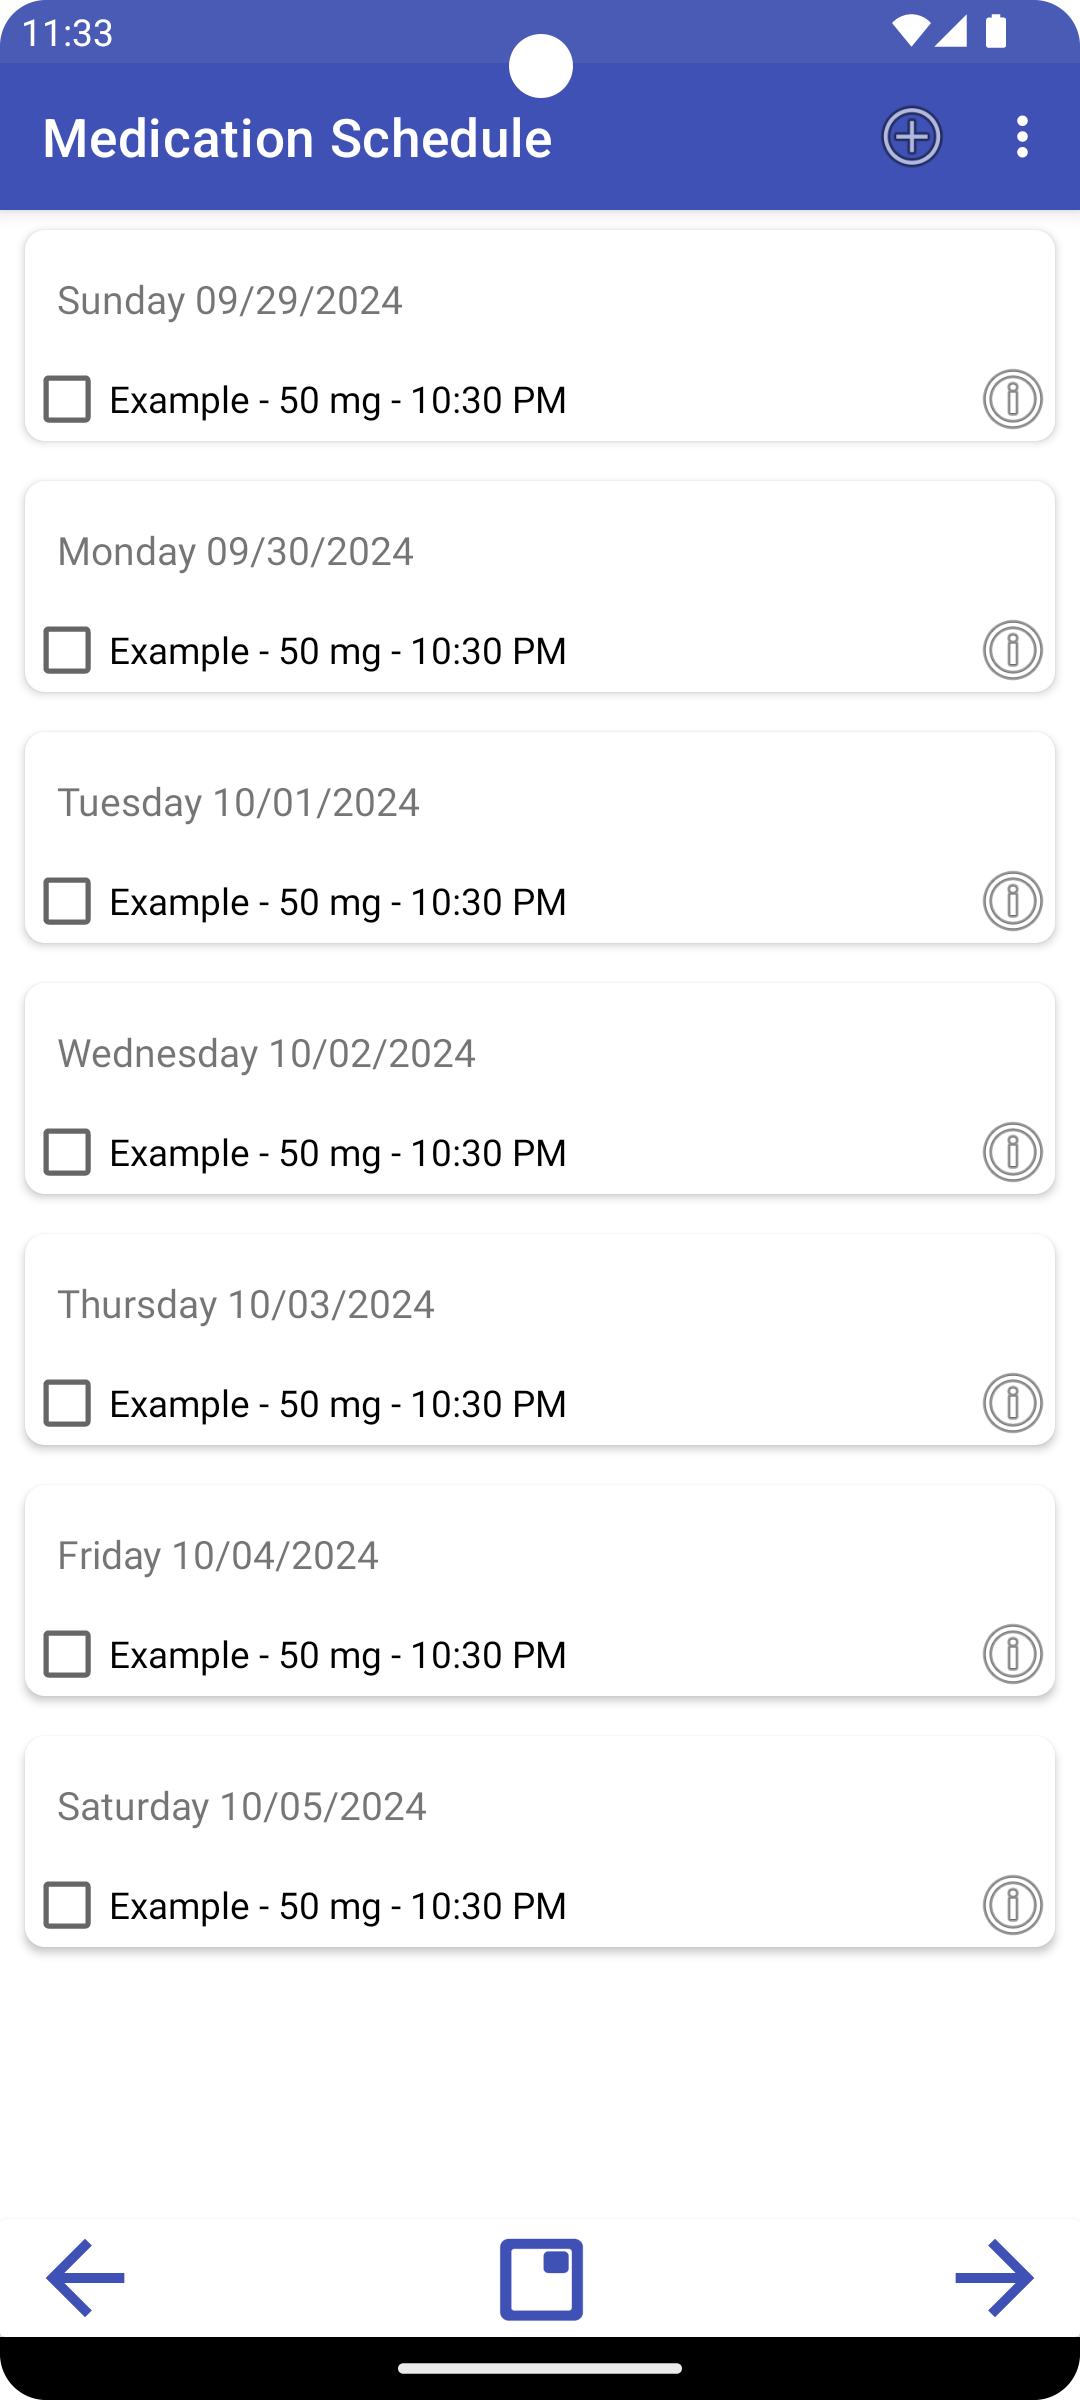 11:33
Medication Schedule
Sunday 09/29/2024
Example - 50 mg - 10:30 PM
Monday 09/30/2024
Example - 50 mg - 10:30 PM
Tuesday 10/01/2024
Example - 50 mg - 10:30 PM
Wednesday 10/02/2024
Example - 50 mg - 10:30 PM
Thursday 10/03/2024
Example - 50 mg - 10:30 PM
Friday 10/04/2024
Example - 50 mg - 10:30 PM
Saturday 10/05/2024
Example - 50 mg - 10:30 PM